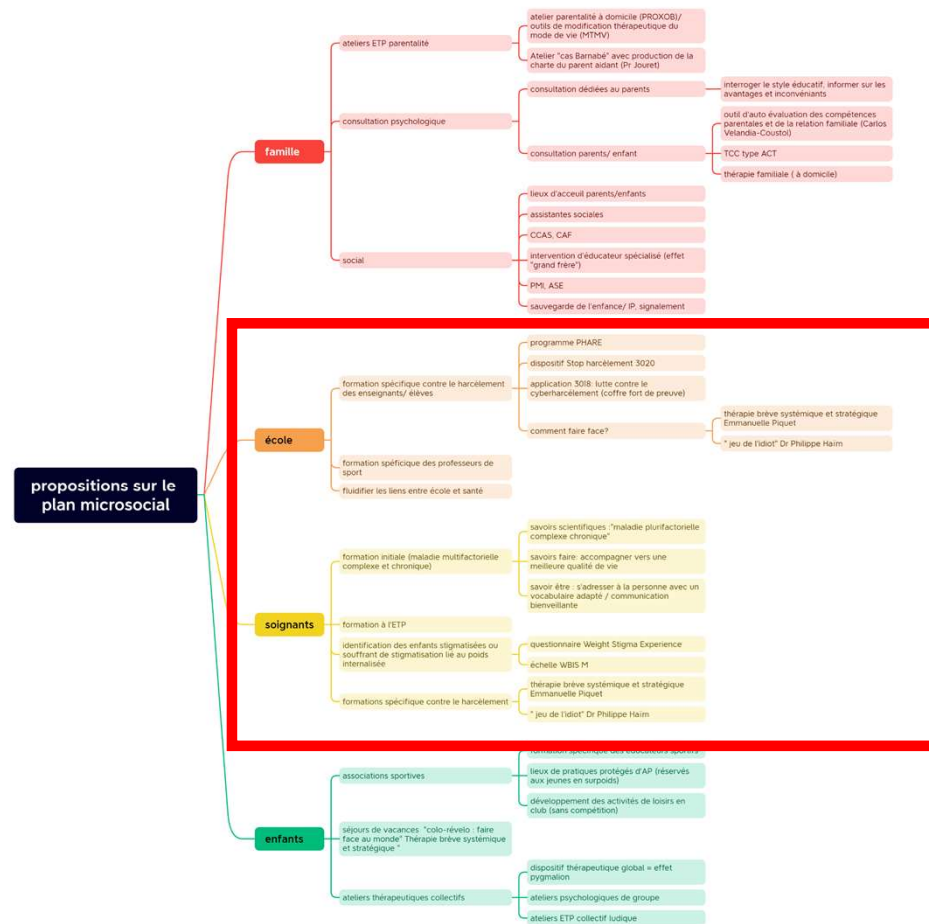 propositions sur le
plan microsocial
famille
ateliers ETP parentalité
atelier parentalité à domicile (PROXOB)/
outils de modification thérapeutique du
mode de vie (MTMV)
Atelier "cas Barnabé" avec production de la
charte du parent aidant (Pr Jouret)
consultation psychologique
consultation dédiées au parents
interroger le style éducatif, informer sur les
avantages et inconvéniants
consultation parents/ enfant
outil d'auto évaluation des compétences
parentales et de la relation familiale (Carlos
Velandia-Coustol)
TCC type ACT
thérapie familiale ( à domicile)
social
lieux d'acceuil parents/enfants
assistantes sociales
CCAS, CAF
intervention d'éducateur spécialisé (effet
"grand frère")
PMI, ASE
sauvegarde de l'enfance/ IP, signalement
école
formation spécifique contre le harcèlement
des enseignants/ élèves
programme PHARE
dispositif Stop harcèlement 3020
application 3018: lutte contre le
cyberharcèlement (coffre fort de preuve)
comment faire face?
thérapie brève systémique et stratégique
Emmanuelle Piquet
" jeu de l'idiot" Dr Philippe Haim
formation spéficique des professeurs de
sport
fluidifier les liens entre école et santé
soignants
formation initiale (maladie multifactorielle
complexe et chronique)
savoirs scientifiques :"maladie plurifactorielle
complexe chronique"
savoirs faire: accompagner vers une
meilleure qualité de vie
savoir être : s'adresser à la personne avec un
vocabulaire adapté / communication
bienveillante
formation à l'ETP
identification des enfants stigmatisées ou
souffrant de stigmatisation lié au poids
internalisée
questionnaire Weight Stigma Experience
échelle WBIS M
formations spécifique contre le harcèlement
thérapie brève systémique et stratégique
Emmanuelle Piquet
" jeu de l'idiot" Dr Philippe Haim
enfants
associations sportives
formation spécifique des éducateurs sportifs
lieux de pratiques protégés d'AP (réservés
aux jeunes en surpoids)
développement des activités de loisirs en
club (sans compétition)
séjours de vacances "colo-révelo : faire
face au monde" Thérapie brève systémique
et stratégique "
ateliers thérapeutiques collectifs
dispositif thérapeutique global = effet
pygmalion
ateliers psychologiques de groupe
ateliers ETP collectif ludique